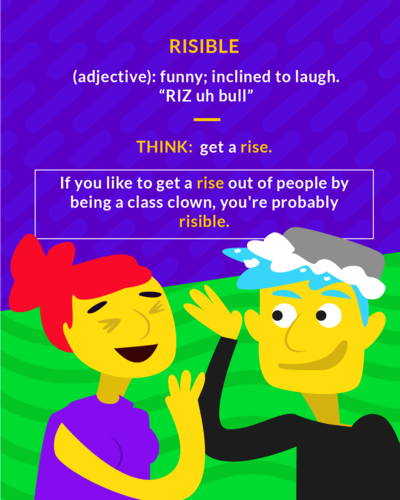 RISIBLE
(adjective): funny; inclined to laugh.
“RIZ uh bull”
THINK: get a rise.
If you like to get a rise out of people by
being a class clown, you're probably
risible.